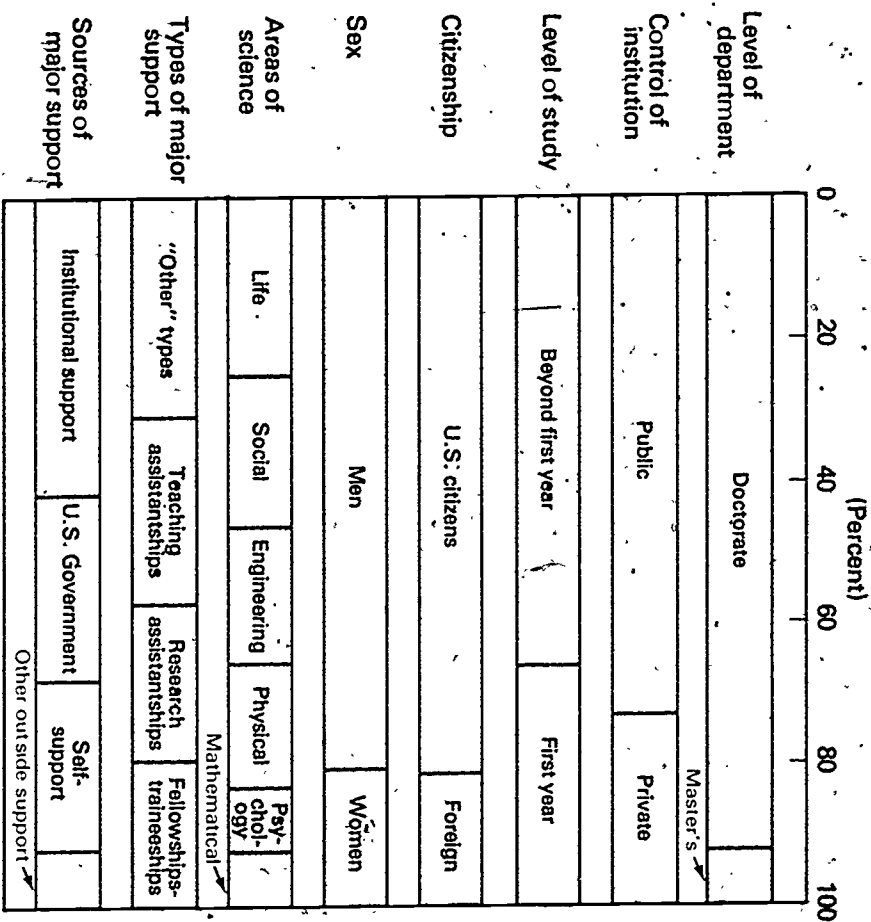 (Percent)
0 20 40 60 80 100
Level of
department
Doctorate
Master's
Control of
institution
Public
Private
Level of study
Beyond first year
First year
Citizenship
U.S. citizens
Foreign
Sex
Men
Women
Areas of
science
Life
Social
Engineering
Physical
Psy-
chol-
ogy
Mathematical
Types of major
support
"Other" types
Teaching
assistantships
Research
assistantships
Fellowships-
traineeships
Sources of
major support
Institutional support
U.S. Government
Self-
support
Other outside support